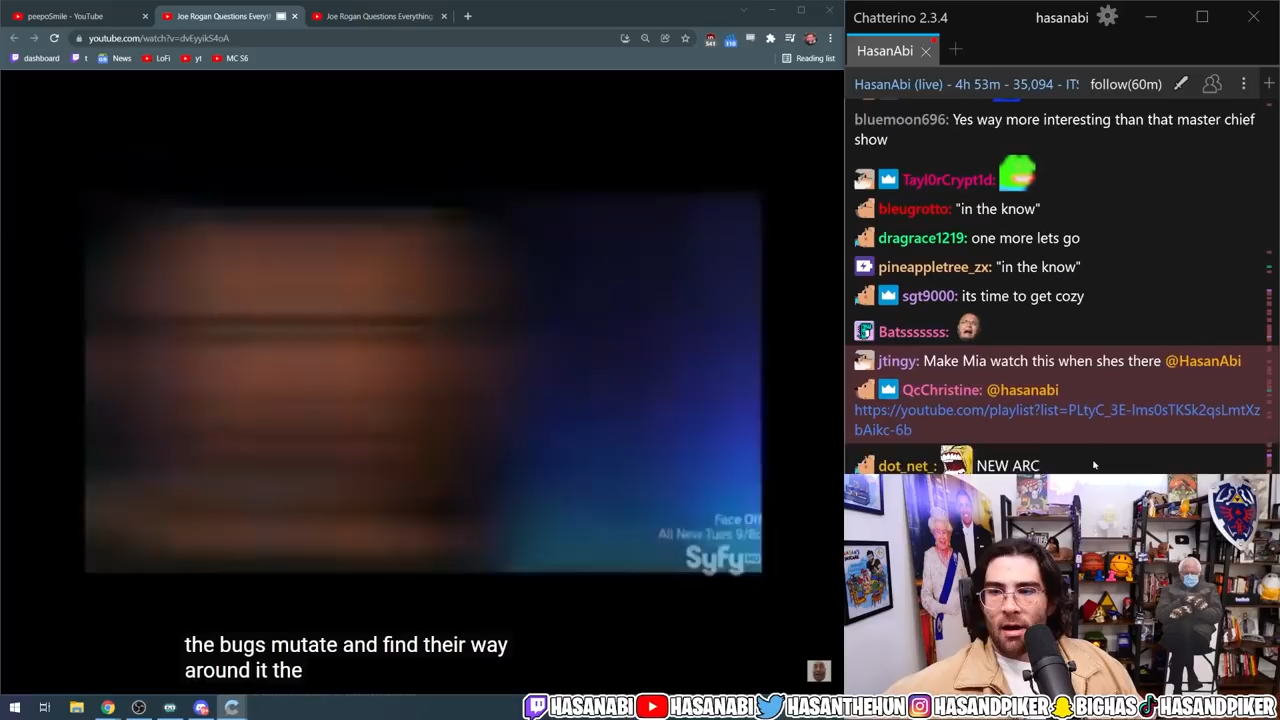 peepoSmile - YouTube
Joe Rogan Questions Everyt
Joe Rogan Questions Everything
youtube.com/watch?v=dvEyyikS4oA
541
118
dashboard
t
News
LoFi
yt
MC S6
Reading list
Face Off
All New Tues 9/8c
Syfy HD
the bugs mutate and find their way
around it the
Chatterino 2.3.4
hasanabi
HasanAbi
HasanAbi (live) - 4h 53m - 35,094 - IT:
follow(60m)
bluemoon696: Yes way more interesting than that master chief
show
Tayl0rCrypt1d:
bleugrotto: "in the know"
dragrace1219: one more lets go
pineappletree_zx: "in the know"
sgt9000: its time to get cozy
Batsssssss:
jtingy: Make Mia watch this when shes there @HasanAbi
QcChristine: @hasanabi
https://youtube.com/playlist?list=PLtyC_3E-Ims0sTKSk2qsLmtXz
bAikc-6b
dot_net_: NEW ARC
HASANABI HASANABI HASANTHEHUN HASANDPIKER BIGHAS HASANDPIKER